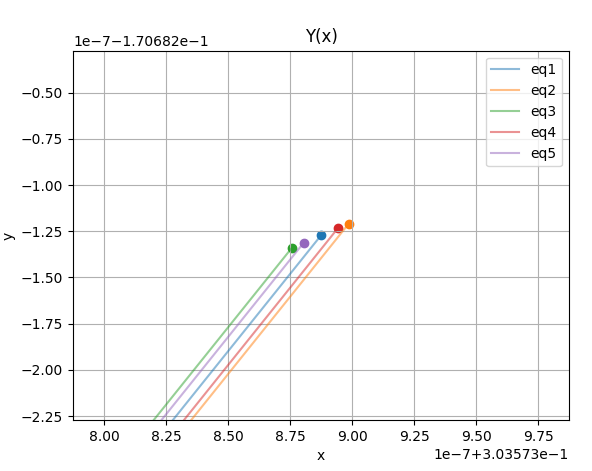 Y(x)
1e−7−1.70682e−1
−0.50
−0.75
−1.00
−1.25
−1.50
−1.75
−2.00
−2.25
y
eq1
eq2
eq3
eq4
eq5
8.00 8.25 8.50 8.75 9.00 9.25 9.50 9.75
x
1e−7+3.03573e−1